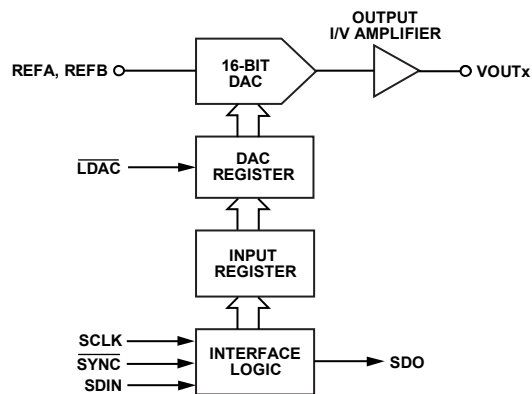 OUTPUT
I/V AMPLIFIER
REFA, REFB
16-BIT
DAC
VOUTx
LDAC
DAC
REGISTER
INPUT
REGISTER
SCLK
SYNC
SDIN
INTERFACE
LOGIC
SDO